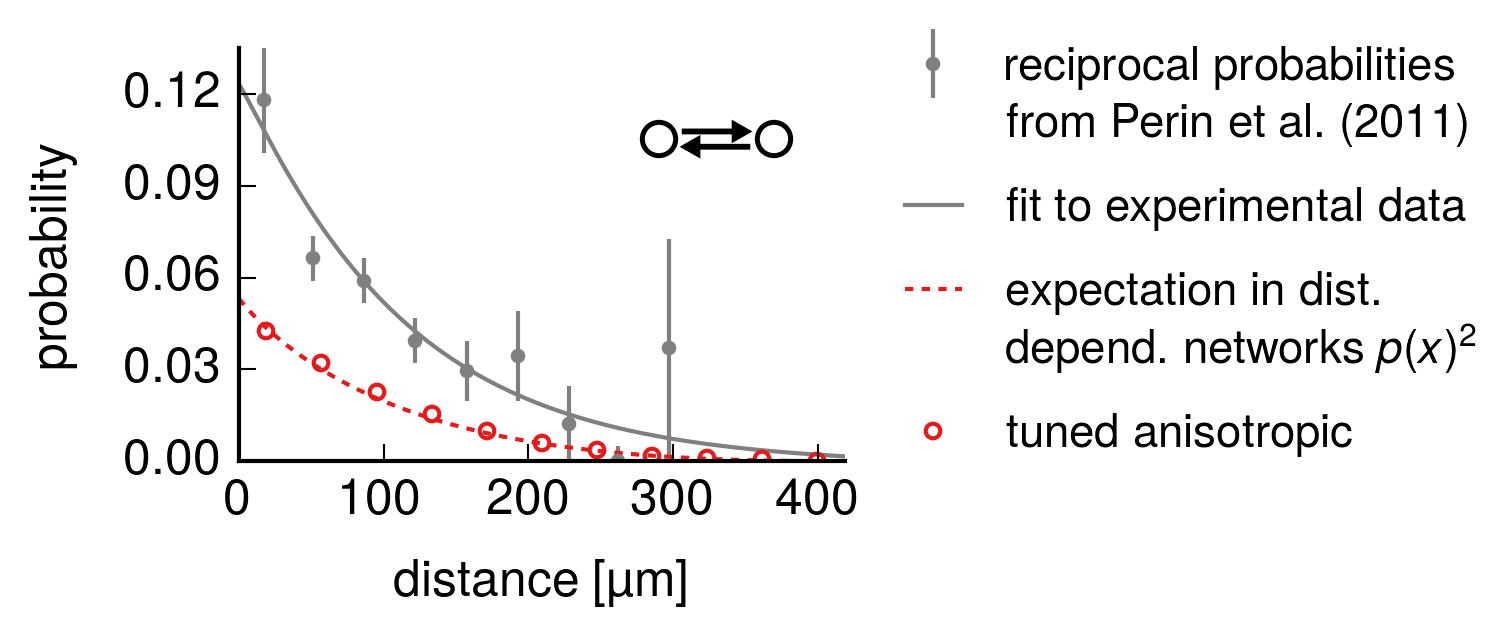 probability
0.12
0.09
0.06
0.03
0.00
0 100 200 300 400
distance [µm]
reciprocal probabilities
from Perin et al. (2011)
fit to experimental data
expectation in dist.
depend. networks p(x)²
tuned anisotropic